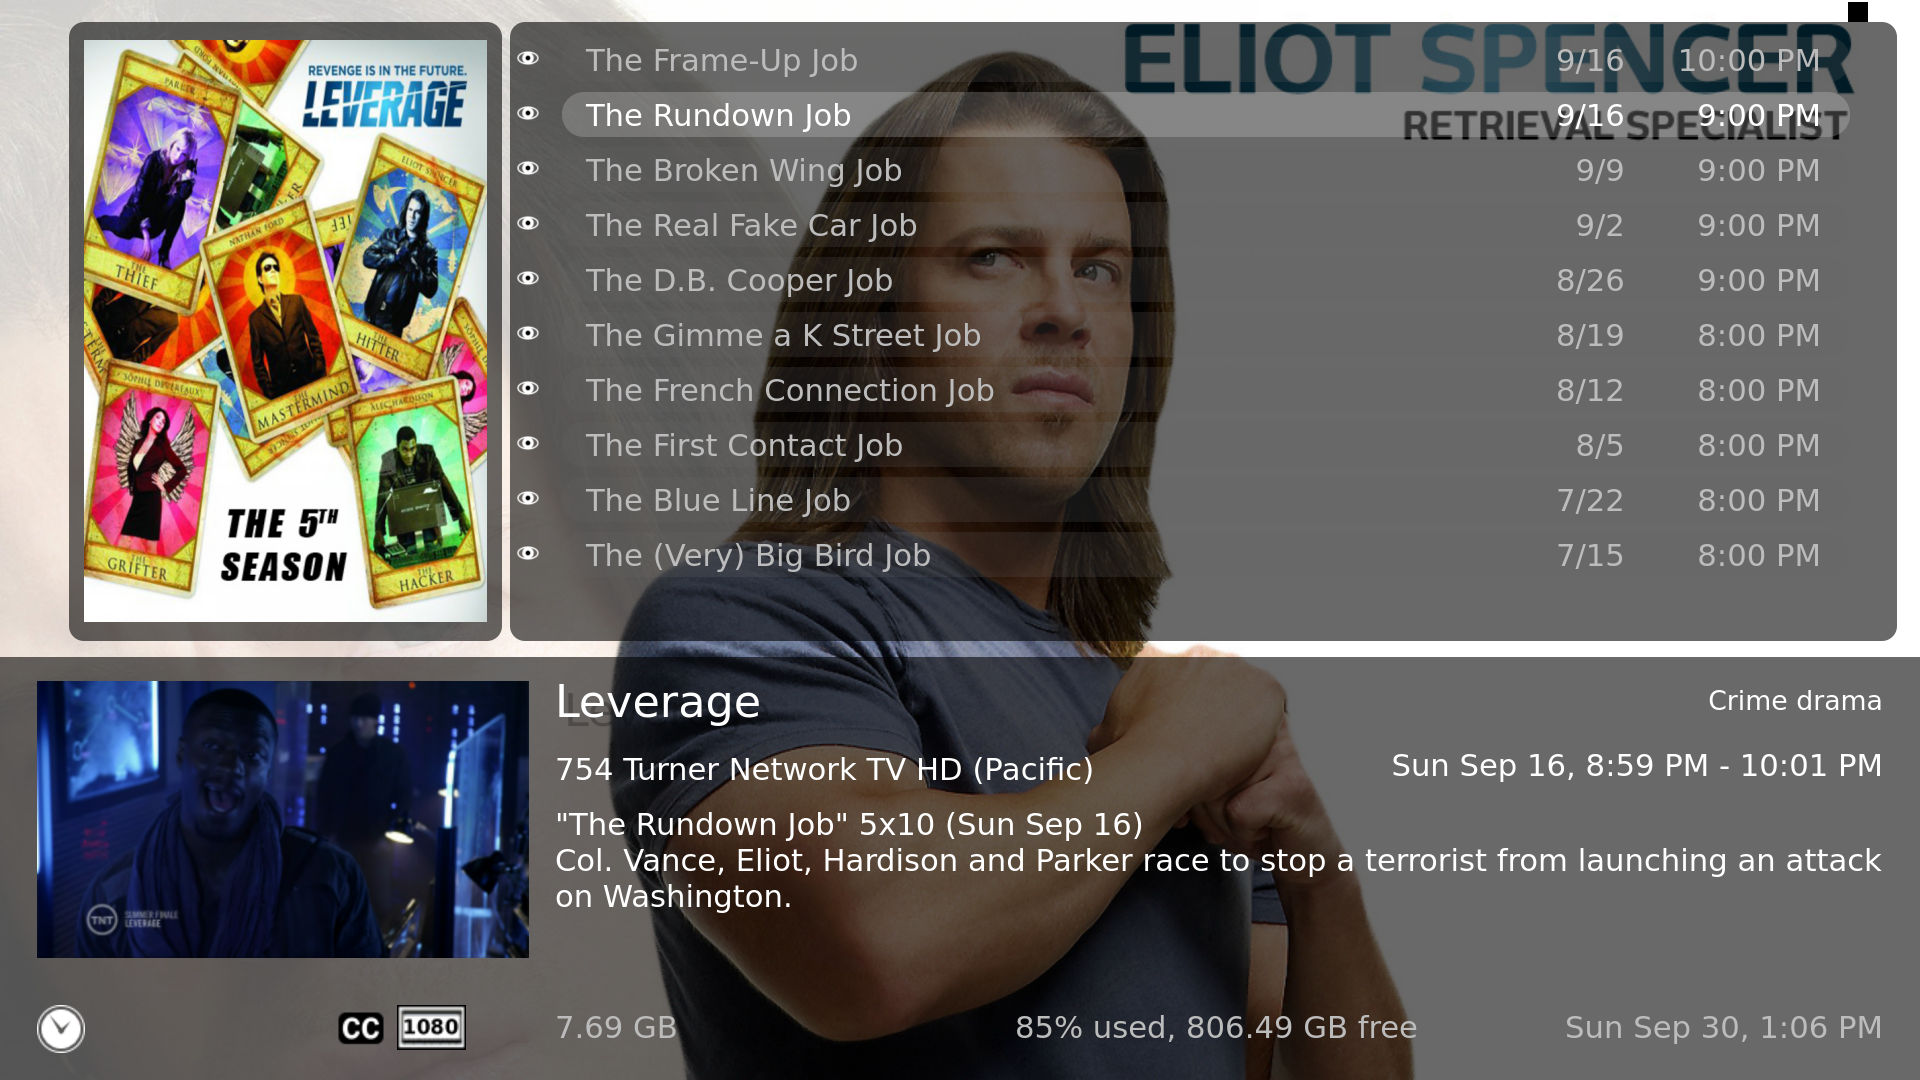 REVENGE IS IN THE FUTURE.
LEVERAGE
PARKER
THE
THIEF
ELIOT SPENCER
THE
HITTER
NATHAN FORD
THE
MASTERMIND
SOPHIE DEVEREAUX
THE
GRIFTER
ALEC HARDISON
THE
HACKER
THE 5TH
SEASON
ELIOT SPENCER
RETRIEVAL SPECIALIST
The Frame-Up Job 9/16 10:00 PM
The Rundown Job 9/16 9:00 PM
The Broken Wing Job 9/9 9:00 PM
The Real Fake Car Job 9/2 9:00 PM
The D.B. Cooper Job 8/26 9:00 PM
The Gimme a K Street Job 8/19 8:00 PM
The French Connection Job 8/12 8:00 PM
The First Contact Job 8/5 8:00 PM
The Blue Line Job 7/22 8:00 PM
The (Very) Big Bird Job 7/15 8:00 PM
TNT
SUMMER FINALE
LEVERAGE
Leverage
Crime drama
754 Turner Network TV HD (Pacific)
Sun Sep 16, 8:59 PM - 10:01 PM
"The Rundown Job" 5x10 (Sun Sep 16)
Col. Vance, Eliot, Hardison and Parker race to stop a terrorist from launching an attack
on Washington.
CC
1080
7.69 GB
85% used, 806.49 GB free
Sun Sep 30, 1:06 PM